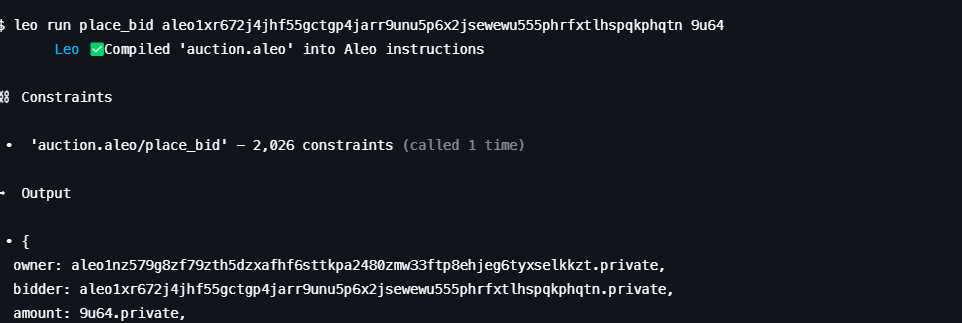 $ leo run place_bid aleo1xr672j4jhf55gctgp4jarr9unu5p6x2jsewewu555phrfxtlhspqkphqtn 9u64
Leo ✅Compiled 'auction.aleo' into Aleo instructions
⛓ Constraints
• 'auction.aleo/place_bid' – 2,026 constraints (called 1 time)
➡ Output
• {
owner: aleo1nz579g8zf79zth5dzxafhf6sttkpa2480zmw33ftp8ehjeg6tyxselkkzt.private,
bidder: aleo1xr672j4jhf55gctgp4jarr9unu5p6x2jsewewu555phrfxtlhspqkphqtn.private,
amount: 9u64.private,